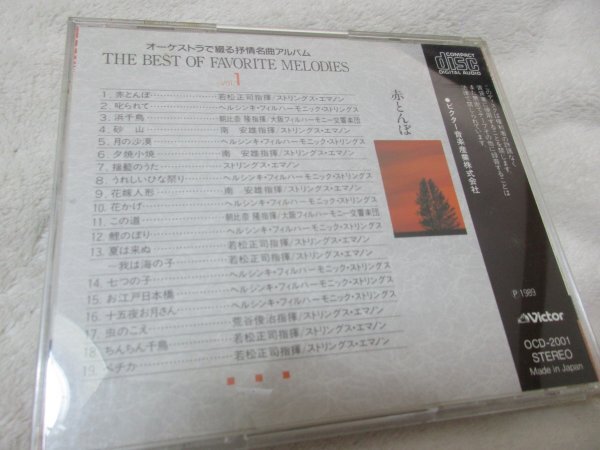 オーケストラで綴る抒情名曲アルバム
THE BEST OF FAVORITE MELODIES
VOL.1
1. 赤とんぼ…………若松正司指揮/ストリングス・エマノン
2. 叱られて…………ヘルシンキ・フィルハーモニック・ストリングス
3. 浜千鳥…………朝比奈 隆指揮/大阪フィルハーモニー交響楽団
4. 砂 山…………南 安雄指揮/ストリングス・エマノン
5. 月の沙漠…………ヘルシンキ・フィルハーモニック・ストリングス
6. 夕焼小焼…………南 安雄指揮/ストリングス・エマノン
7. 揺籃のうた…………ストリングス・エマノン
8. うれしいひな祭り…………ヘルシンキ・フィルハーモニック・ストリングス
9. 花嫁人形…………南 安雄指揮/ストリングス・エマノン
10. 花かげ…………ヘルシンキ・フィルハーモニック・ストリングス
11. この道…………朝比奈 隆指揮/大阪フィルハーモニー交響楽団
12. 鯉のぼり…………ヘルシンキ・フィルハーモニック・ストリングス
13. 夏は来ぬ…………若松正司指揮/ストリングス・エマノン
～我は海の子…………若松正司指揮/ストリングス・エマノン
14. 七つの子…………ヘルシンキ・フィルハーモニック・ストリングス
15. お江戸日本橋…………ヘルシンキ・フィルハーモニック・ストリングス
16. 十五夜お月さん…………ヘルシンキ・フィルハーモニック・ストリングス
17. 虫のこえ…………荒谷俊治指揮/ストリングス・エマノン
18. ちんちん千鳥…………若松正司指揮/ストリングス・エマノン
19. ペチカ
赤とんぼ
COMPACT
disc
DIGITAL AUDIO
●ビクター音楽産業株式会社
P 1989
Victor
OCD-2001
STEREO
Made in Japan